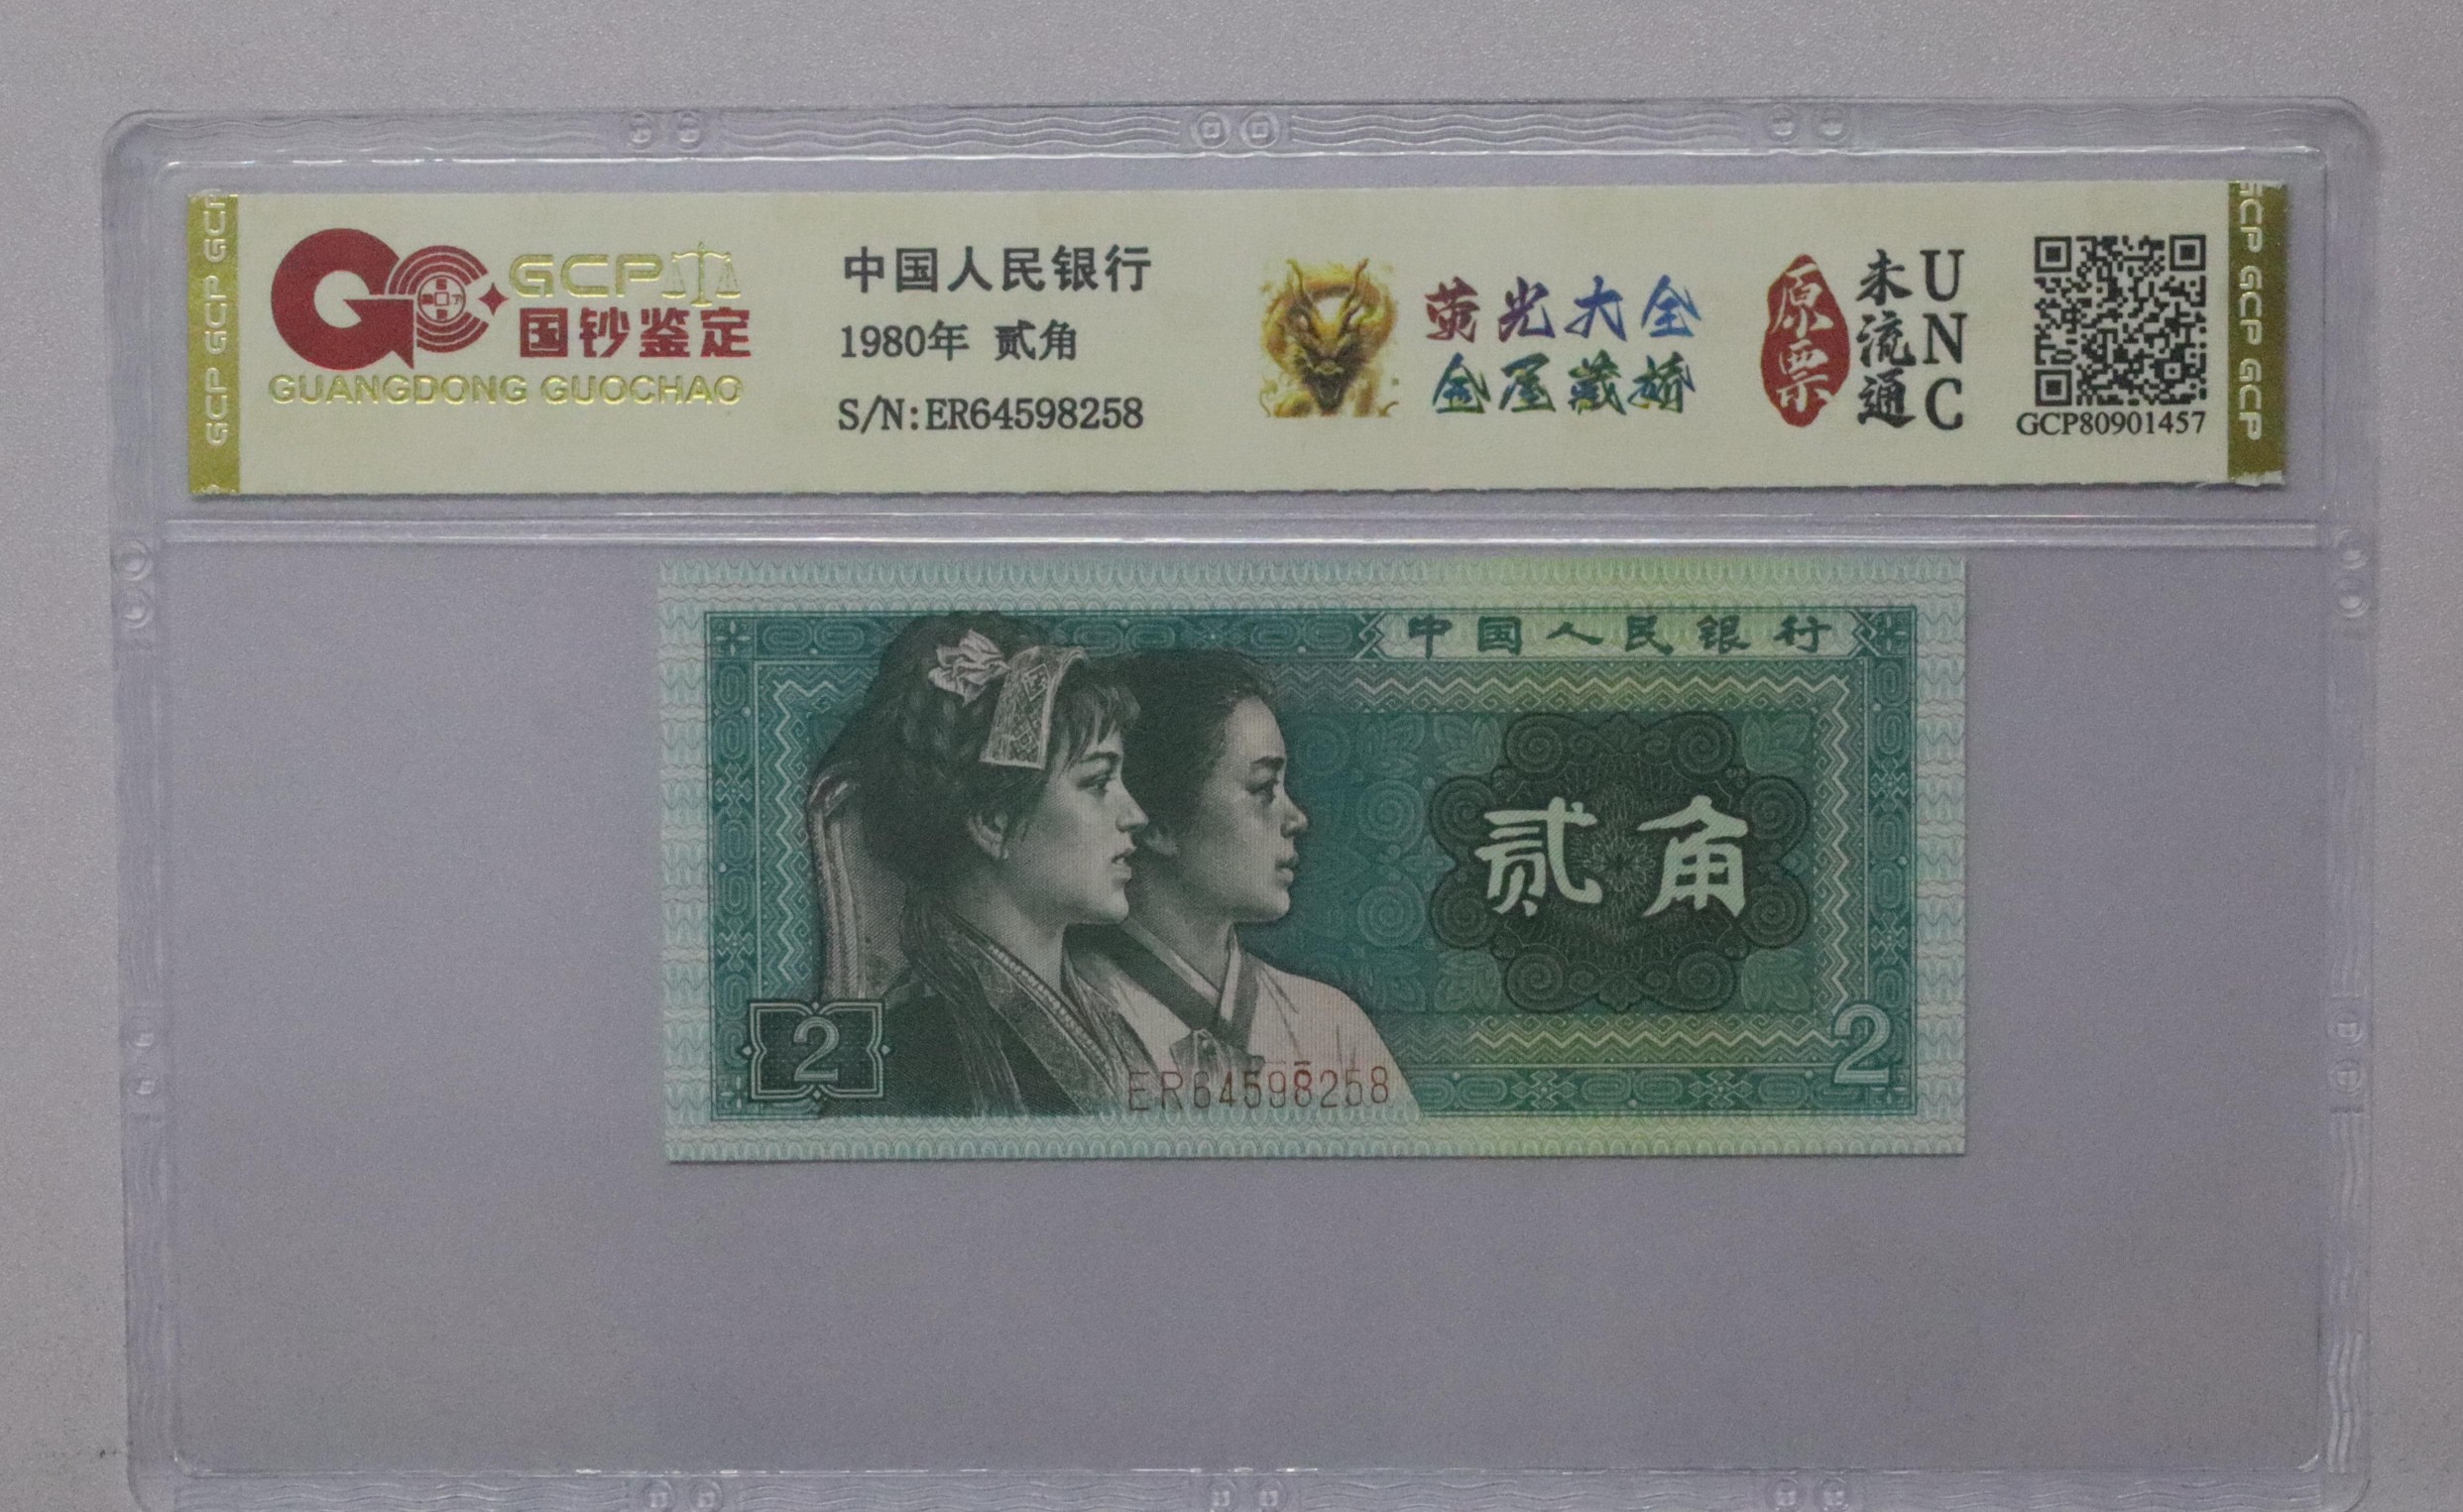 GCP
国钞鉴定
GUANGDONG GUOCHAO
中国人民银行
1980年 贰角
S/N:ER64598258
荧光大全
金屋藏娇
原票
未流通
UNC
GCP80901457
GCP GCP GCP
GCP GCP GCP
中国人民银行
贰角
2
2
ER64598258